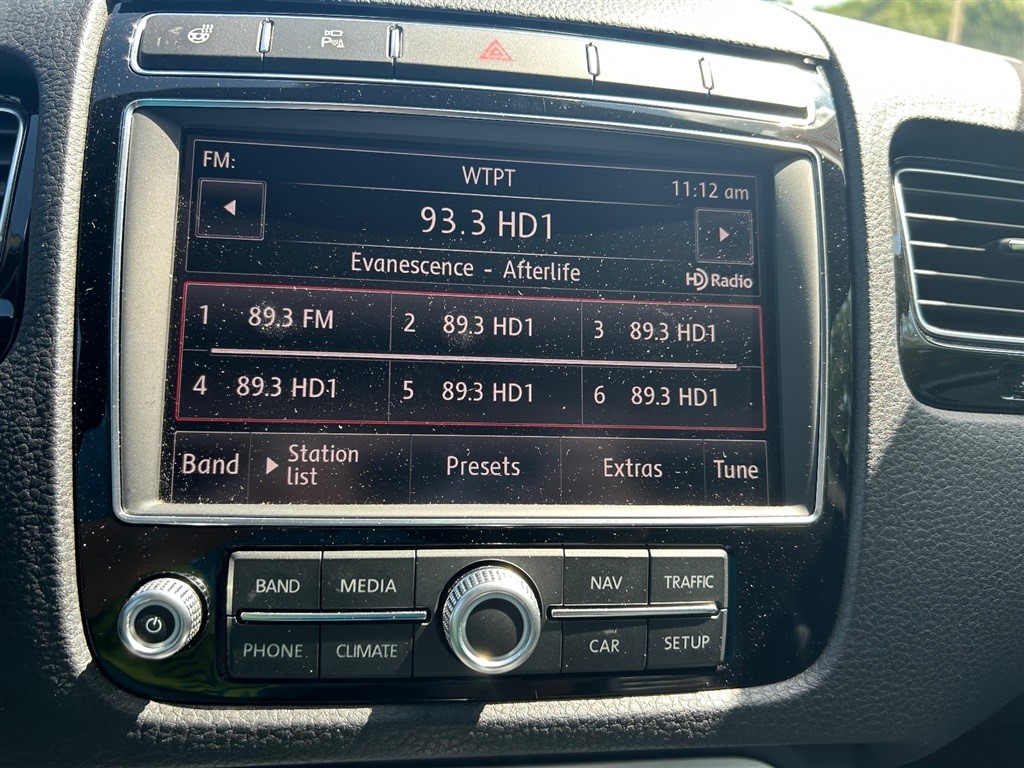 P
FM:
WTPT
11:12 am
93.3 HD1
Evanescence - Afterlife
HD Radio
1 89.3 FM 2 89.3 HD1 3 89.3 HD1
4 89.3 HD1 5 89.3 HD1 6 89.3 HD1
Band Station list Presets Extras Tune
BAND MEDIA NAV TRAFFIC
PHONE CLIMATE CAR SETUP